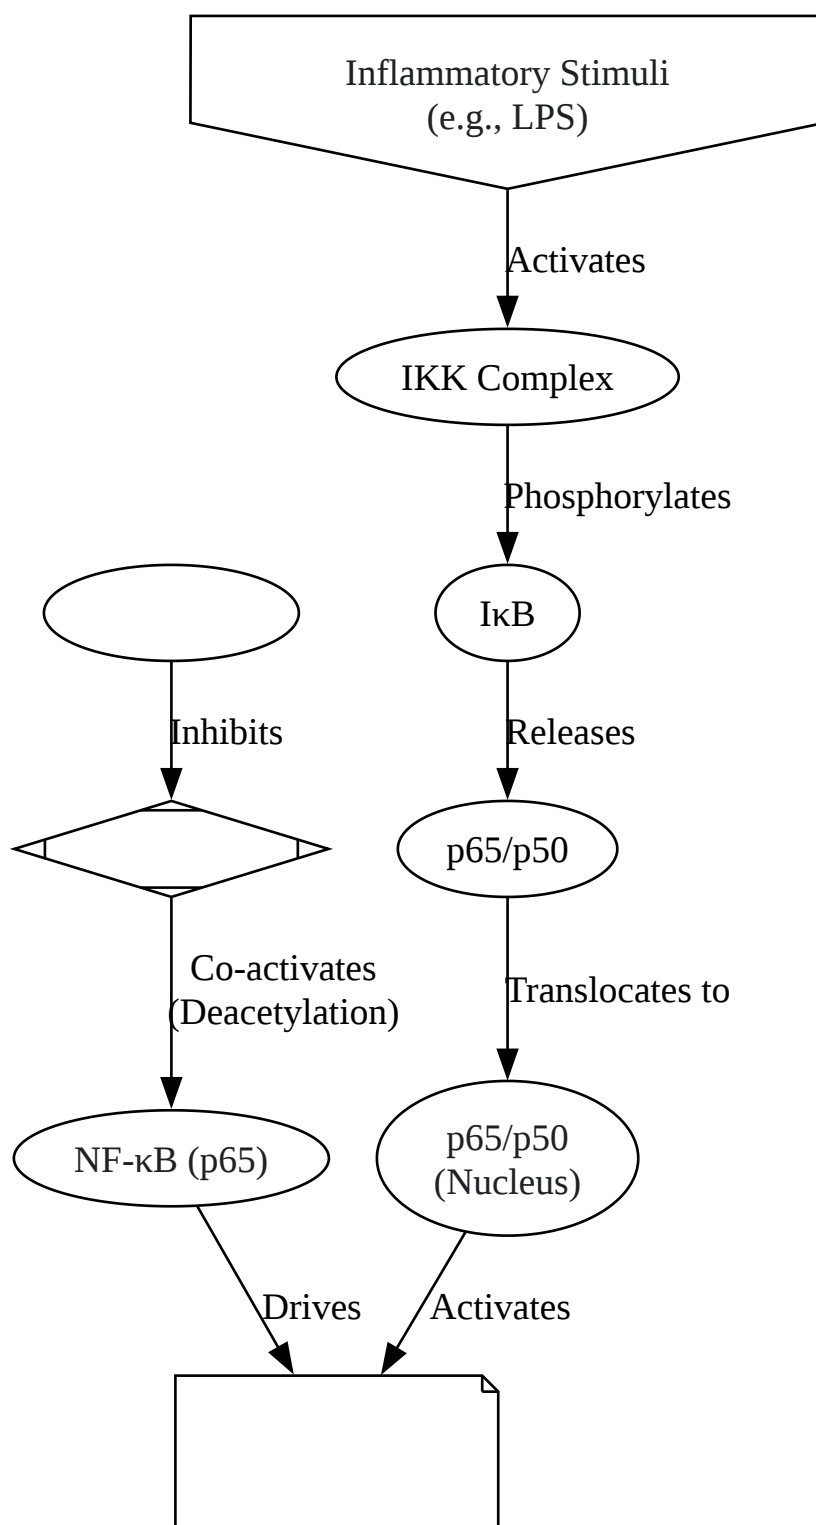 Inflammatory Stimuli
(e.g., LPS)
Activates
IKK Complex
Phosphorylates
IκB
Inhibits
Releases
p65/p50
Co-activates
(Deacetylation)
Translocates to
NF-κB (p65)
p65/p50
(Nucleus)
Drives
Activates